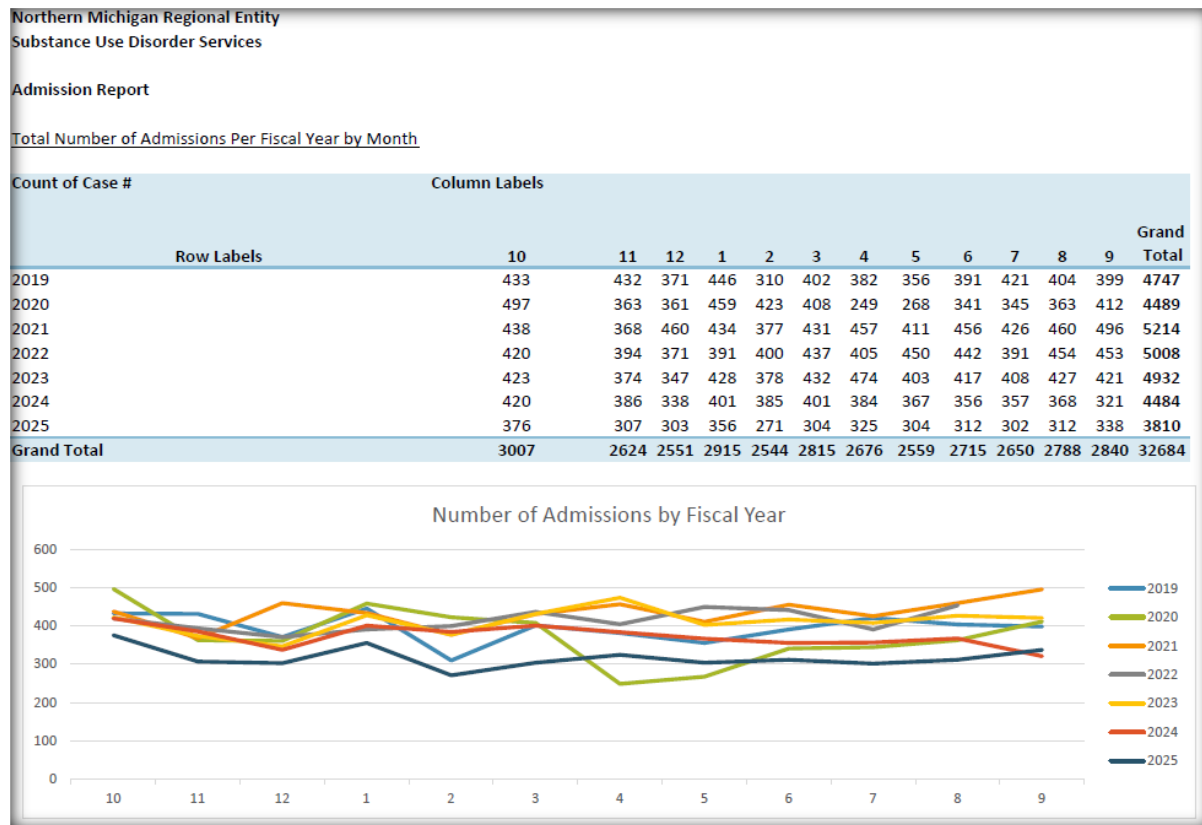 Northern Michigan Regional Entity
Substance Use Disorder Services
Admission Report
Total Number of Admissions Per Fiscal Year by Month
Count of Case # Column Labels
Grand
Row Labels 10 11 12 1 2 3 4 5 6 7 8 9 Total
2019 433 432 371 446 310 402 382 356 391 421 404 399 4747
2020 497 363 361 459 423 408 249 268 341 345 363 412 4489
2021 438 368 460 434 377 431 457 411 456 426 460 496 5214
2022 420 394 371 391 400 437 405 450 442 391 454 453 5008
2023 423 374 347 428 378 432 474 403 417 408 427 421 4932
2024 420 386 338 401 385 401 384 367 356 357 368 321 4484
2025 376 307 303 356 271 304 325 304 312 302 312 338 3810
Grand Total 3007 2624 2551 2915 2544 2815 2676 2559 2715 2650 2788 2840 32684
Number of Admissions by Fiscal Year
600
500
400
300
200
100
0
10 11 12 1 2 3 4 5 6 7 8 9
2019
2020
2021
2022
2023
2024
2025